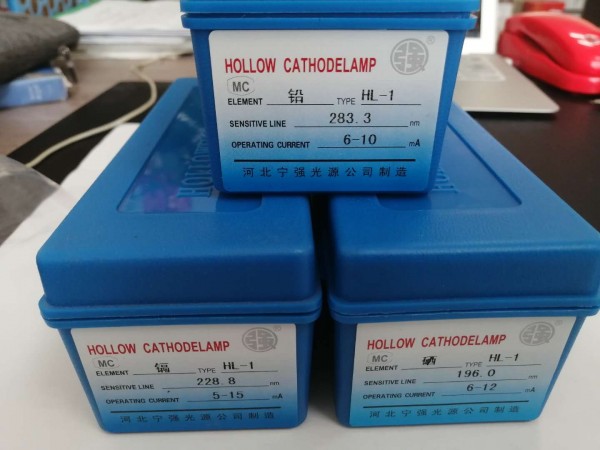 HOLLOW CATHODELAMP 强®
MC
ELEMENT 铅 TYPE HL-1
SENSITIVE LINE 283.3 nm
OPERATING CURRENT 6-10 mA
河北宁强光源公司制造
HOLLOW CATHODELAMP 强®
MC
ELEMENT 镉 TYPE HL-1
SENSITIVE LINE 228.8 nm
OPERATING CURRENT 5-15 mA
河北宁强光源公司制造
HOLLOW CATHODELAMP 强®
MC
ELEMENT 硒 TYPE HL-1
SENSITIVE LINE 196.0 nm
OPERATING CURRENT 6-12 mA
河北宁强光源公司制造